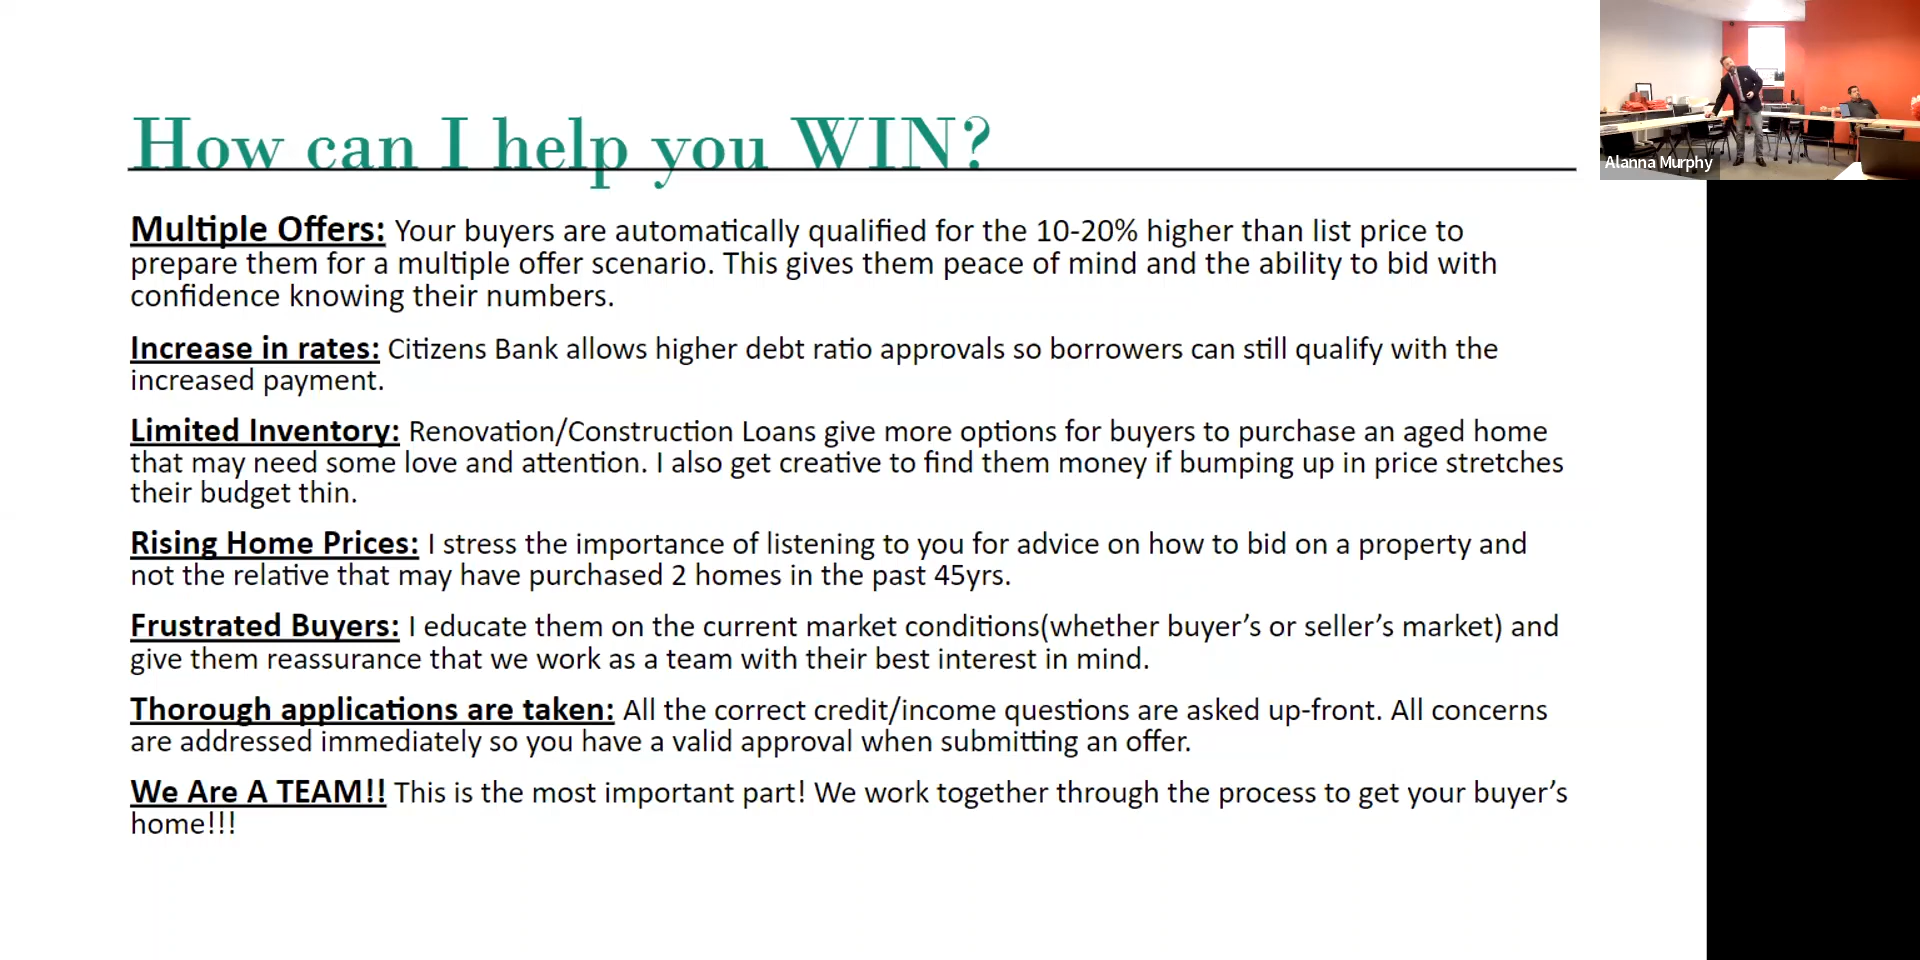 How can I help you WIN?
Alanna Murphy
Multiple Offers: Your buyers are automatically qualified for the 10-20% higher than list price to
prepare them for a multiple offer scenario. This gives them peace of mind and the ability to bid with
confidence knowing their numbers.
Increase in rates: Citizens Bank allows higher debt ratio approvals so borrowers can still qualify with the
increased payment.
Limited Inventory: Renovation/Construction Loans give more options for buyers to purchase an aged home
that may need some love and attention. I also get creative to find them money if bumping up in price stretches
their budget thin.
Rising Home Prices: I stress the importance of listening to you for advice on how to bid on a property and
not the relative that may have purchased 2 homes in the past 45yrs.
Frustrated Buyers: I educate them on the current market conditions(whether buyer’s or seller’s market) and
give them reassurance that we work as a team with their best interest in mind.
Thorough applications are taken: All the correct credit/income questions are asked up-front. All concerns
are addressed immediately so you have a valid approval when submitting an offer.
We Are A TEAM!! This is the most important part! We work together through the process to get your buyer’s
home!!!